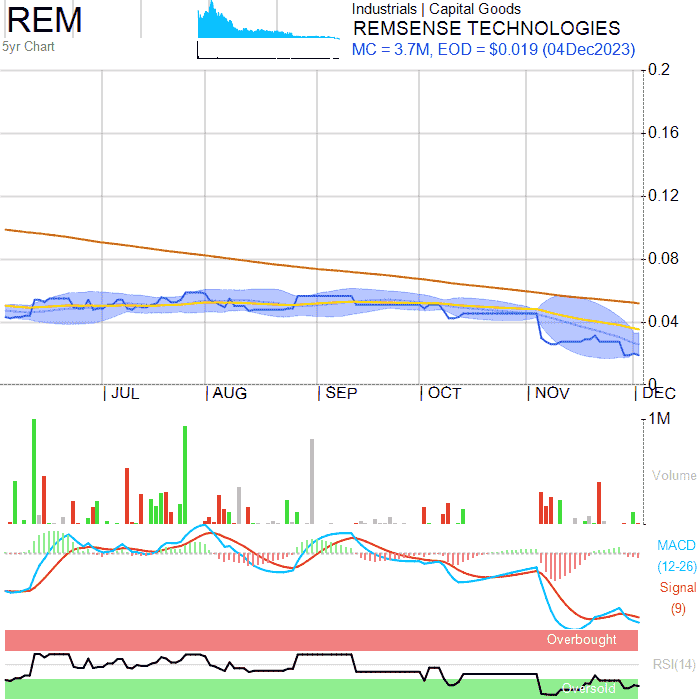 REM
5yr Chart
Industrials | Capital Goods
REMSENSE TECHNOLOGIES
MC = 3.7M, EOD = $0.019 (04Dec2023)
0.2
0.16
0.12
0.08
0.04
0
JUL AUG SEP OCT NOV DEC
1M
Volume
MACD
(12-26)
Signal
(9)
Overbought
RSI(14)
Oversold